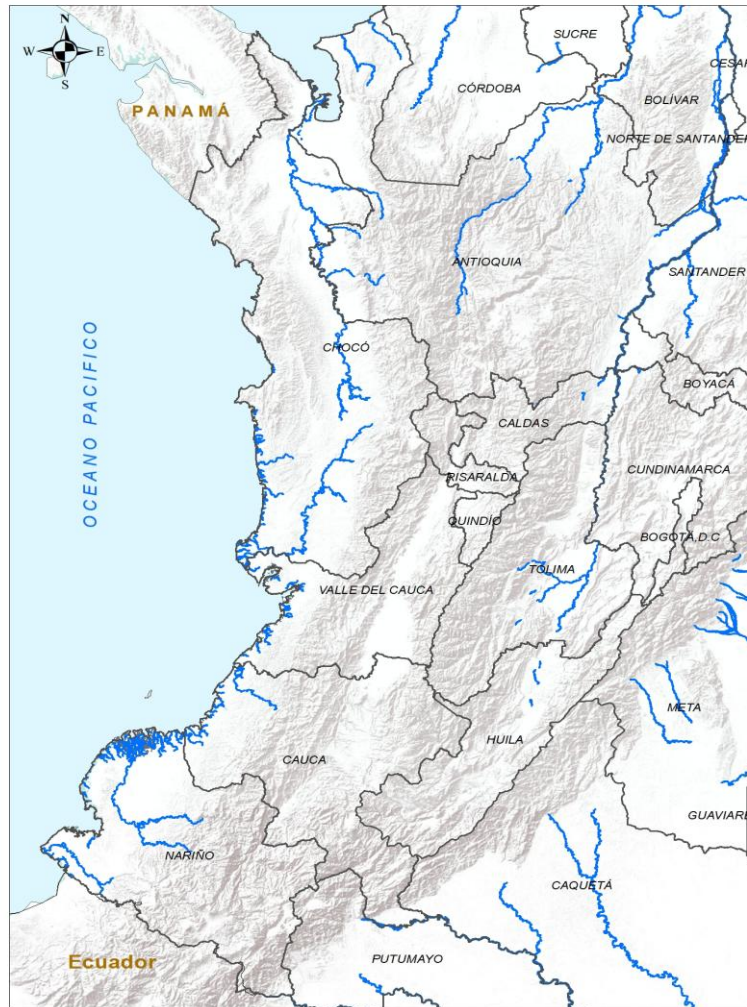 N
W E
S
PANAMÁ
SUCRE
CESAR
CÓRDOBA
BOLÍVAR
NORTE DE SANTANDER
ANTIOQUIA
SANTANDER
OCEANO PACIFICO
CHOCÓ
BOYACÁ
CALDAS
CUNDINAMARCA
RISARALDA
QUINDÍO
BOGOTÁ, D.C
TOLIMA
VALLE DEL CAUCA
META
HUILA
CAUCA
GUAVIARE
NARIÑO
CAQUETÁ
Ecuador
PUTUMAYO